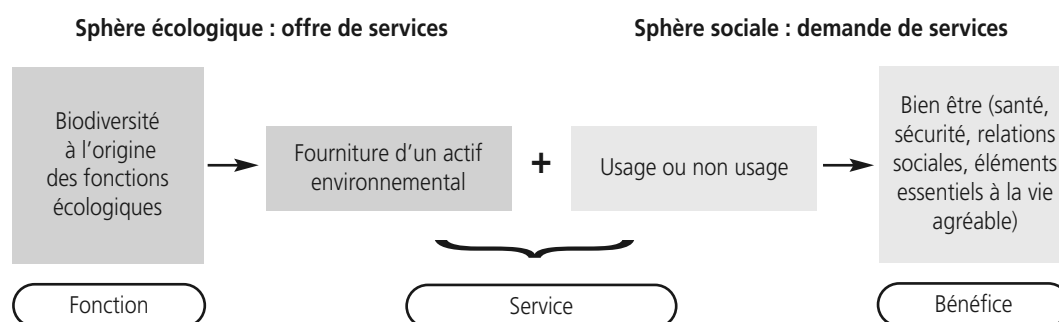 Sphère écologique : offre de services
Sphère sociale : demande de services
Biodiversité
à l'origine
des fonctions
écologiques
Fourniture d'un actif
environnemental
+
Usage ou non usage
Bien être (santé,
sécurité, relations
sociales, éléments
essentiels à la vie
agréable)
Fonction
Service
Bénéfice